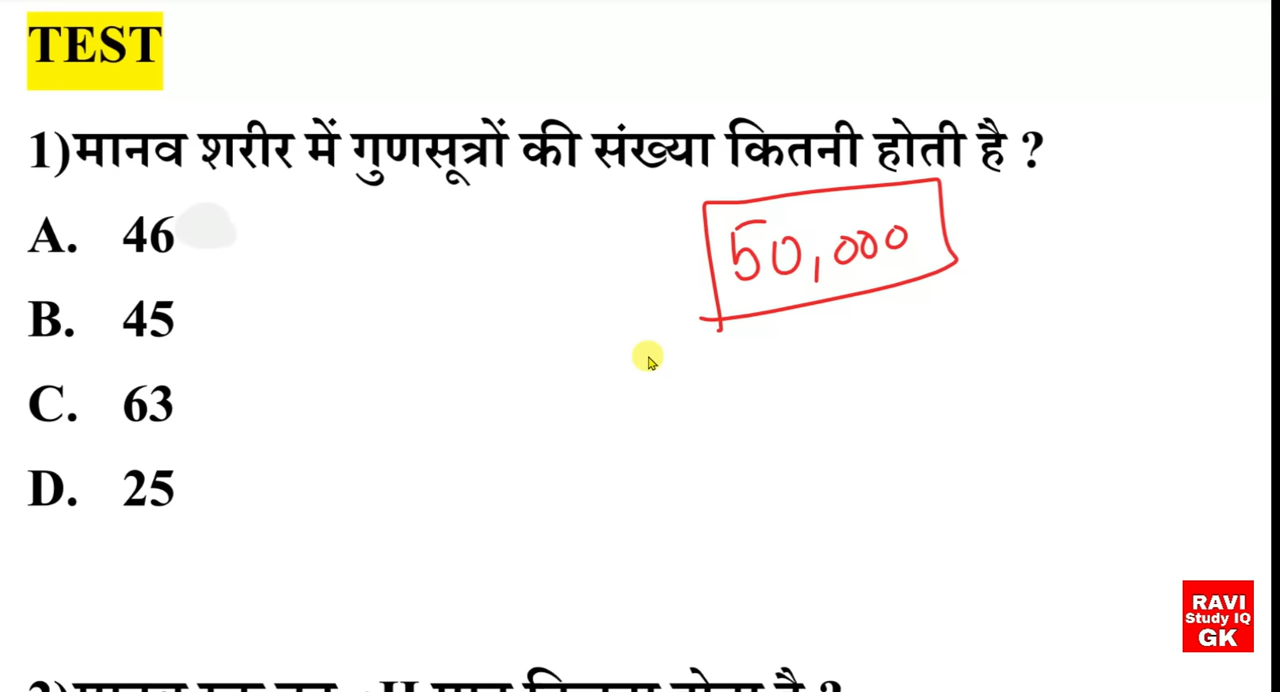 TEST
1)मानव शरीर में गुणसूत्रों की संख्या कितनी होती है ?
A. 46
50,000
B. 45
C. 63
D. 25
RAVI
Study IQ
GK